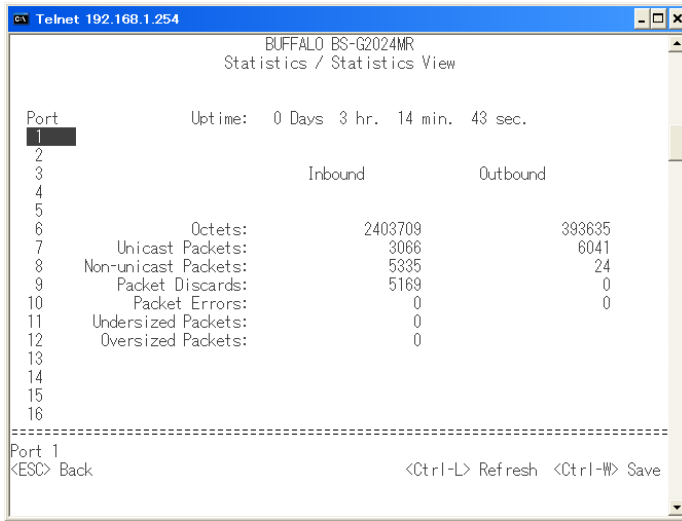 Telnet 192.168.1.254
BUFFALO BS-G2024MR
Statistics / Statistics View
Port Uptime: 0 Days 3 hr. 14 min. 43 sec.
1
2
3 Inbound Outbound
4
5
6 Octets: 2403709 393635
7 Unicast Packets: 3066 6041
8 Non-unicast Packets: 5335 24
9 Packet Discards: 5169 0
10 Packet Errors: 0 0
11 Undersized Packets: 0
12 Oversized Packets: 0
13
14
15
16
================================================================================
Port 1
<ESC> Back <Ctrl-L> Refresh <Ctrl-W> Save